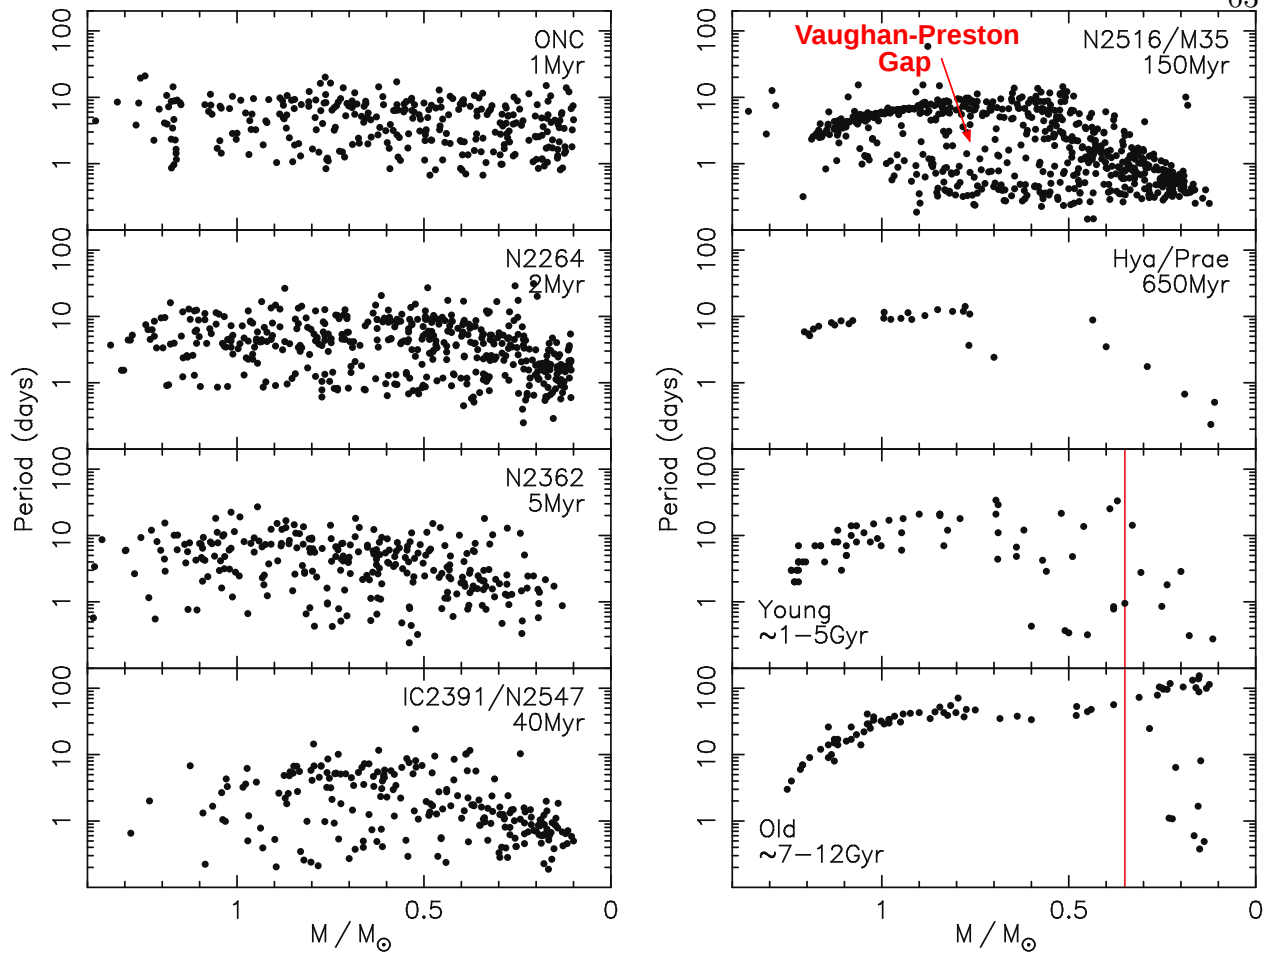 65
100
10
1
ONC
1Myr
100
10
1
N2264
2Myr
100
10
1
N2362
5Myr
100
10
1
IC2391/N2547
40Myr
Period (days)
1
0.5
0
M / M⊙
100
10
1
Vaughan-Preston
Gap
N2516/M35
150Myr
100
10
1
Hya/Prae
650Myr
100
10
1
Young
~1–5Gyr
100
10
1
Old
~7–12Gyr
Period (days)
1
0.5
0
M / M⊙